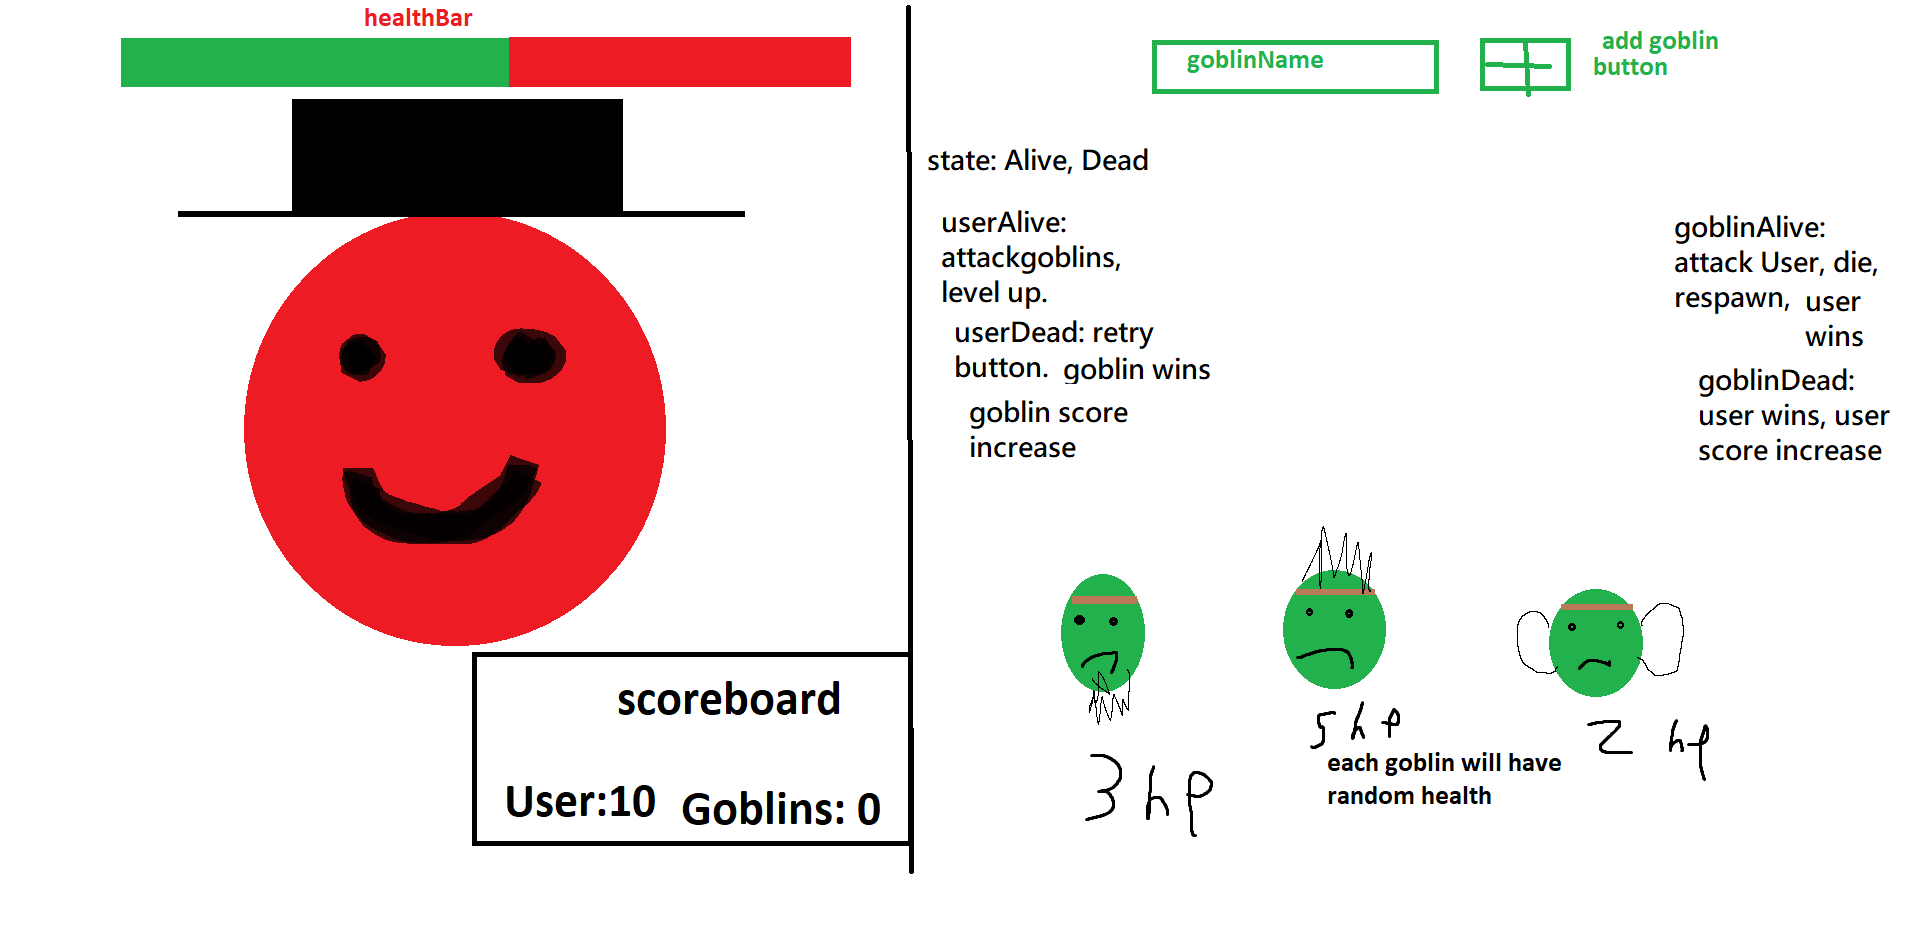 healthBar
goblinName
add goblin
button
state: Alive, Dead
userAlive:
attackgoblins,
level up.
userDead: retry
button. goblin wins
goblin score
increase
goblinAlive:
attack User, die,
respawn, user
wins
goblinDead:
user wins, user
score increase
scoreboard
User:10 Goblins: 0
3 hp
5 hp
2 hp
each goblin will have
random health